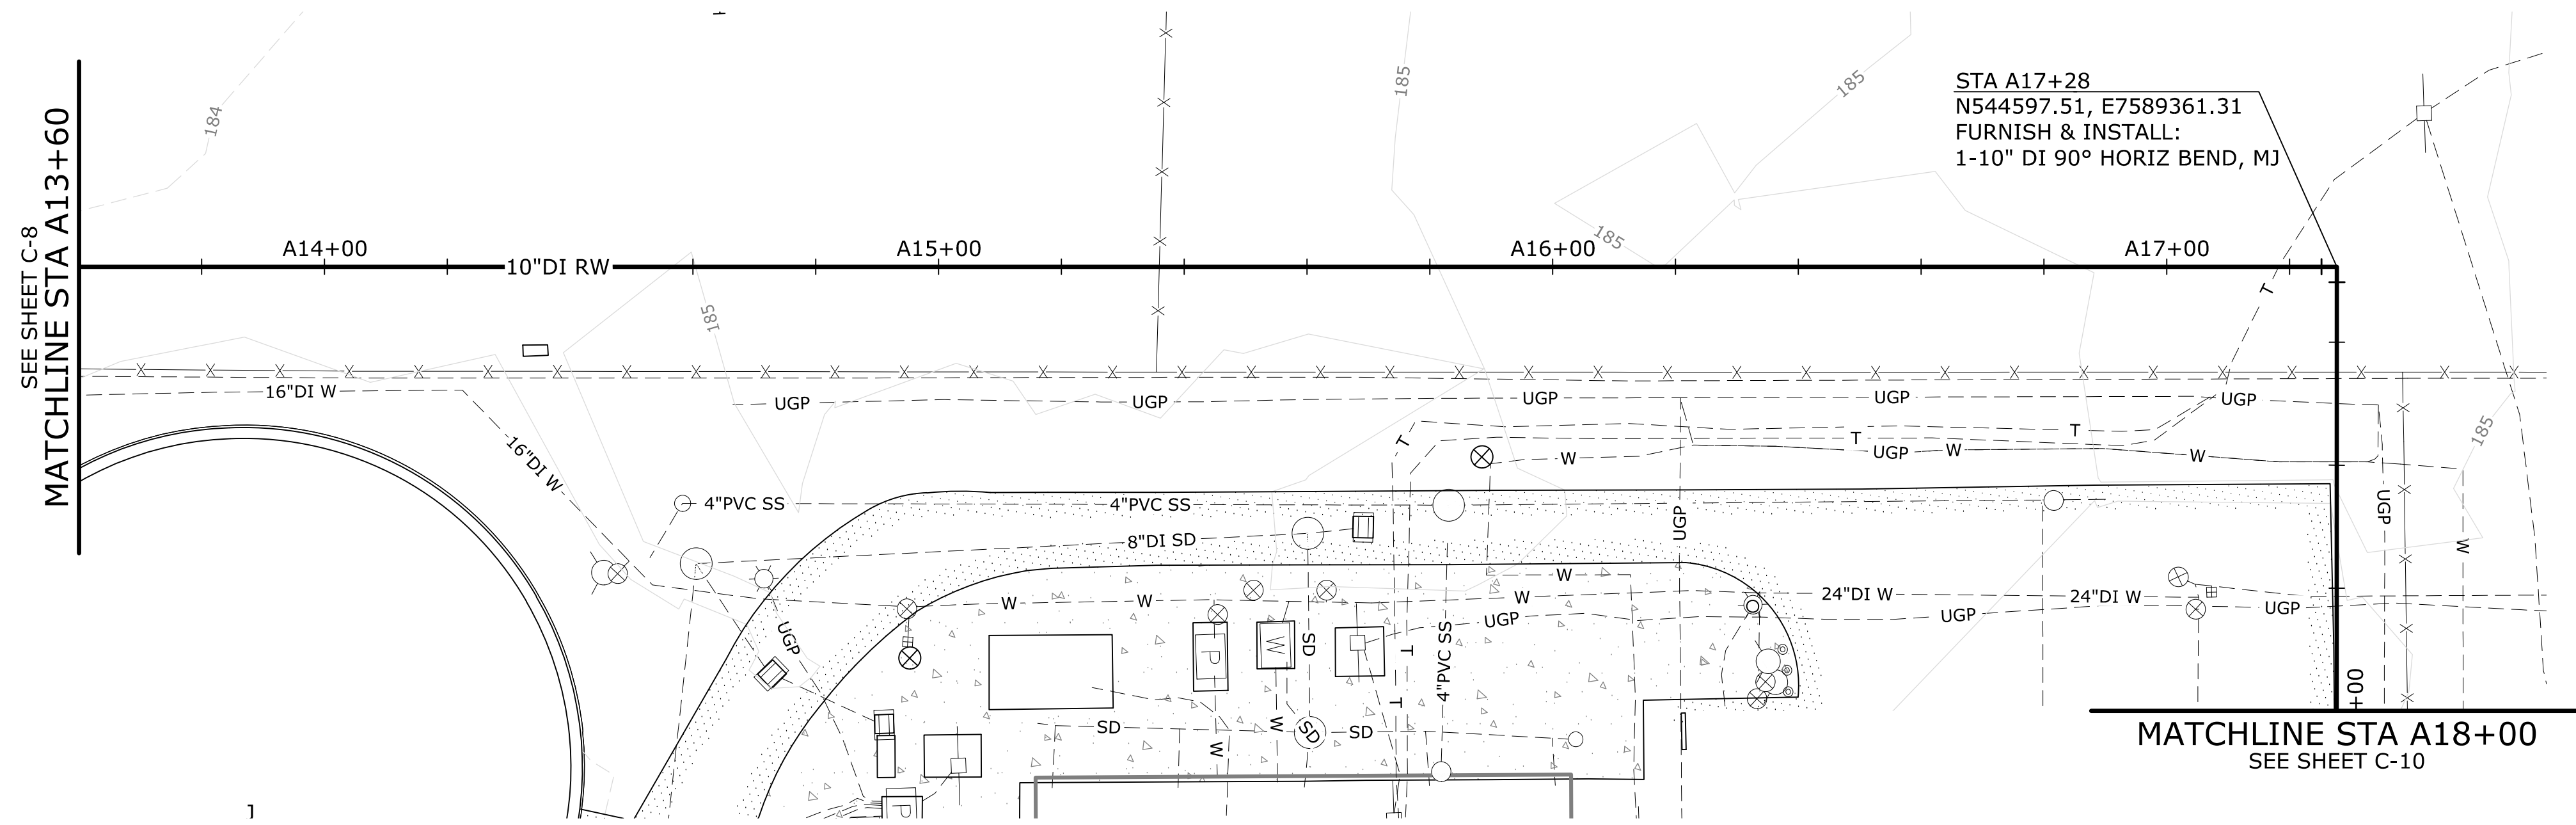 STA A17+28
N544597.51, E7589361.31
FURNISH & INSTALL:
1-10" DI 90° HORIZ BEND, MJ
SEE SHEET C-8
MATCHLINE STA A13+60
184
185
185
185
A14+00
A15+00
A16+00
A17+00
10"DI RW
T
185
16"DI W
UGP
UGP
UGP
UGP
UGP
16"DI W
T
T
T
185
W
UGP
W
W
4"PVC SS
4"PVC SS
UGP
UGP
8"DI SD
W
W
W
W
W
24"DI W
24"DI W
UGP
UGP
UGP
UGP
P
W
SD
T
4"PVC SS
T
+00
SD
W
W
SD
SD
P
MATCHLINE STA A18+00
SEE SHEET C-10